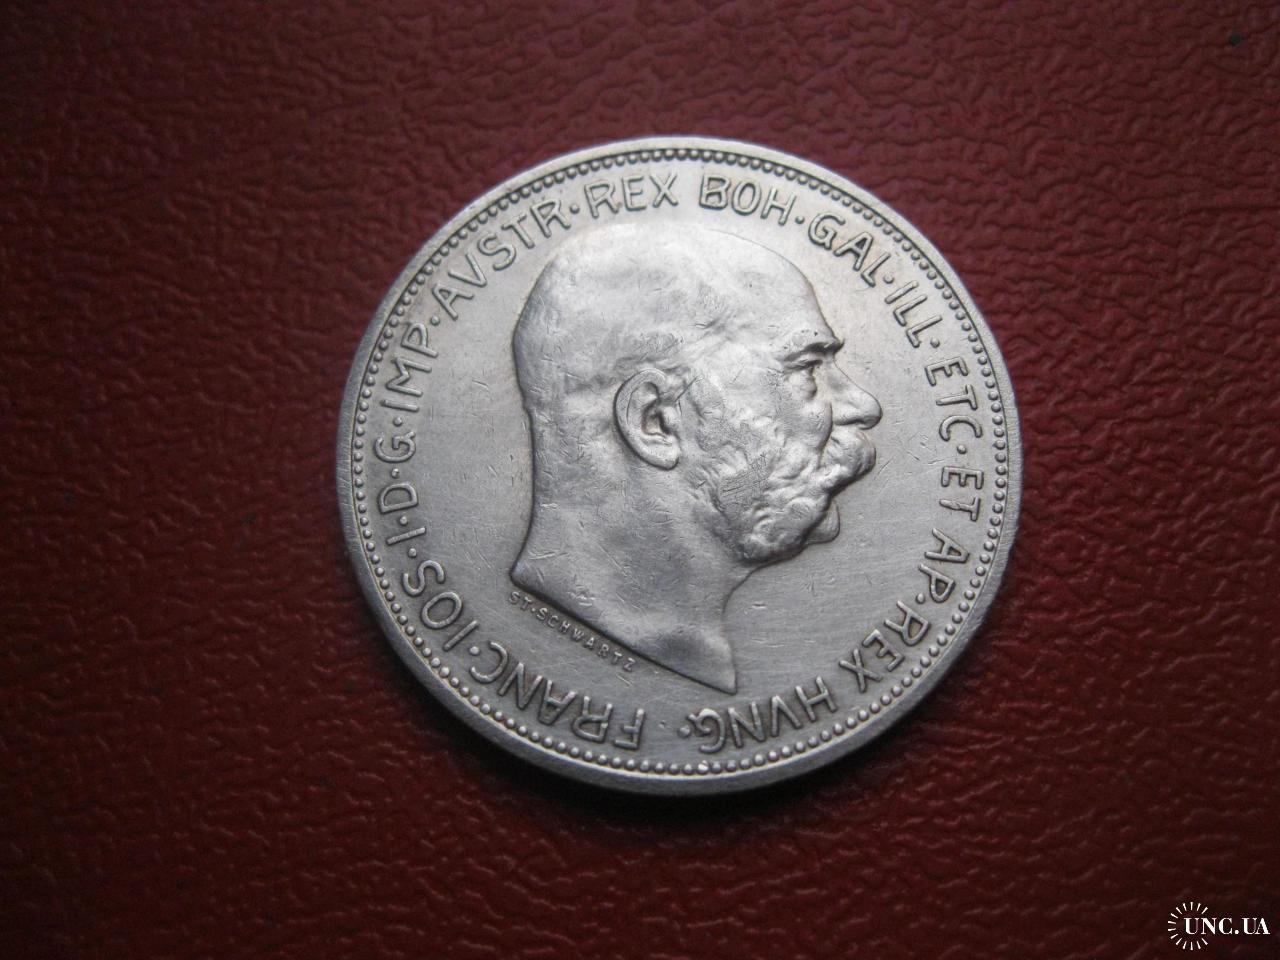 FRANC·IOS·I·D·G·IMP·AVSTR·REX BOH·GAL·ILL·ETC·ET AP·REX HVNG·
ST·SCHWARTZ
UNC.UA